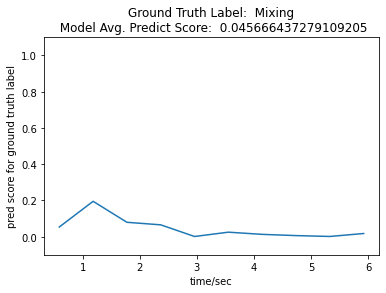 Ground Truth Label:  Mixing
Model Avg. Predict Score:  0.045666437279109205
pred score for ground truth label
1.0
0.8
0.6
0.4
0.2
0.0
1 2 3 4 5 6
time/sec